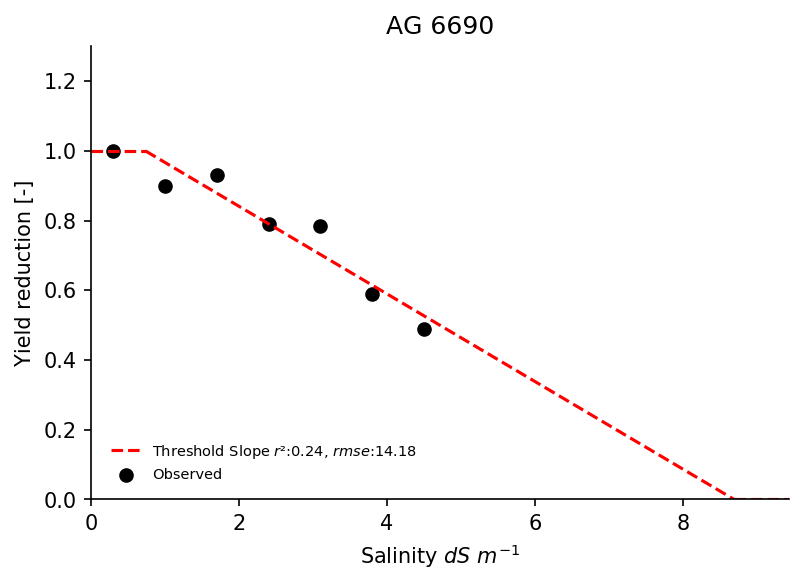 AG 6690
Yield reduction [-]
1.2
1.0
0.8
0.6
0.4
0.2
0.0
Threshold Slope r²:0.24, rmse:14.18
Observed
0 2 4 6 8
Salinity dS m⁻¹